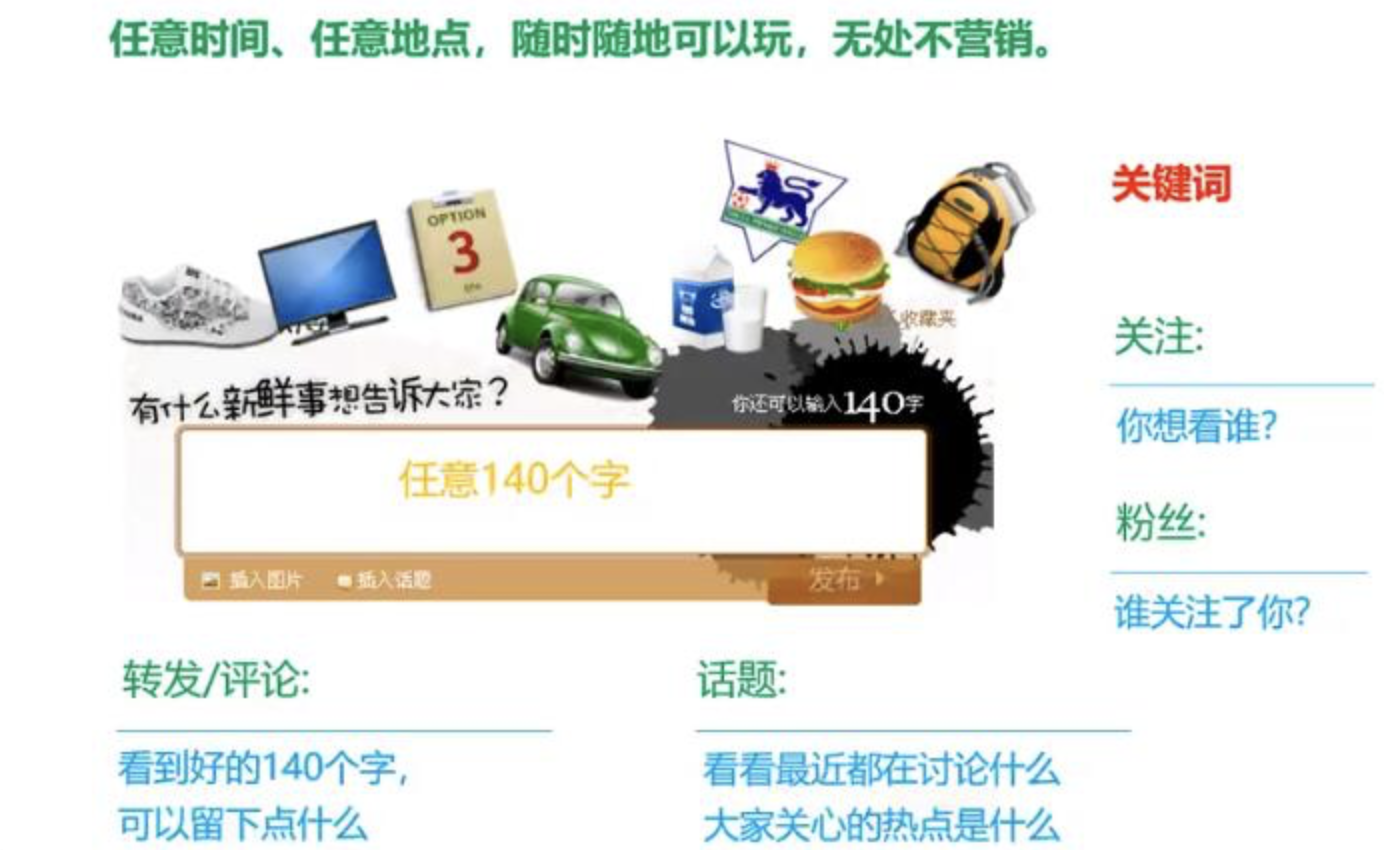 任意时间、任意地点，随时随地可以玩，无处不营销。
关键词
OPTION
3
life
收藏夹
有什么新鲜事想告诉大家？
你还可以输入140字
任意140个字
插入图片
插入话题
发布
关注:
你想看谁?
粉丝:
谁关注了你?
转发/评论:
看到好的140个字,
可以留下点什么
话题:
看看最近都在讨论什么
大家关心的热点是什么